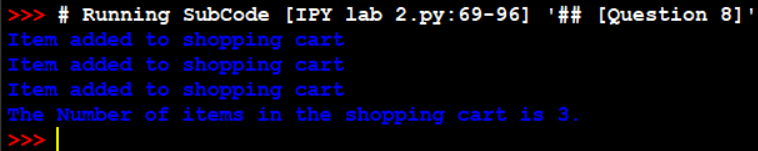 >>> # Running SubCode [IPY lab 2.py:69-96] '## [Question 8]'
Item added to shopping cart
Item added to shopping cart
Item added to shopping cart
The Number of items in the shopping cart is 3.
>>>